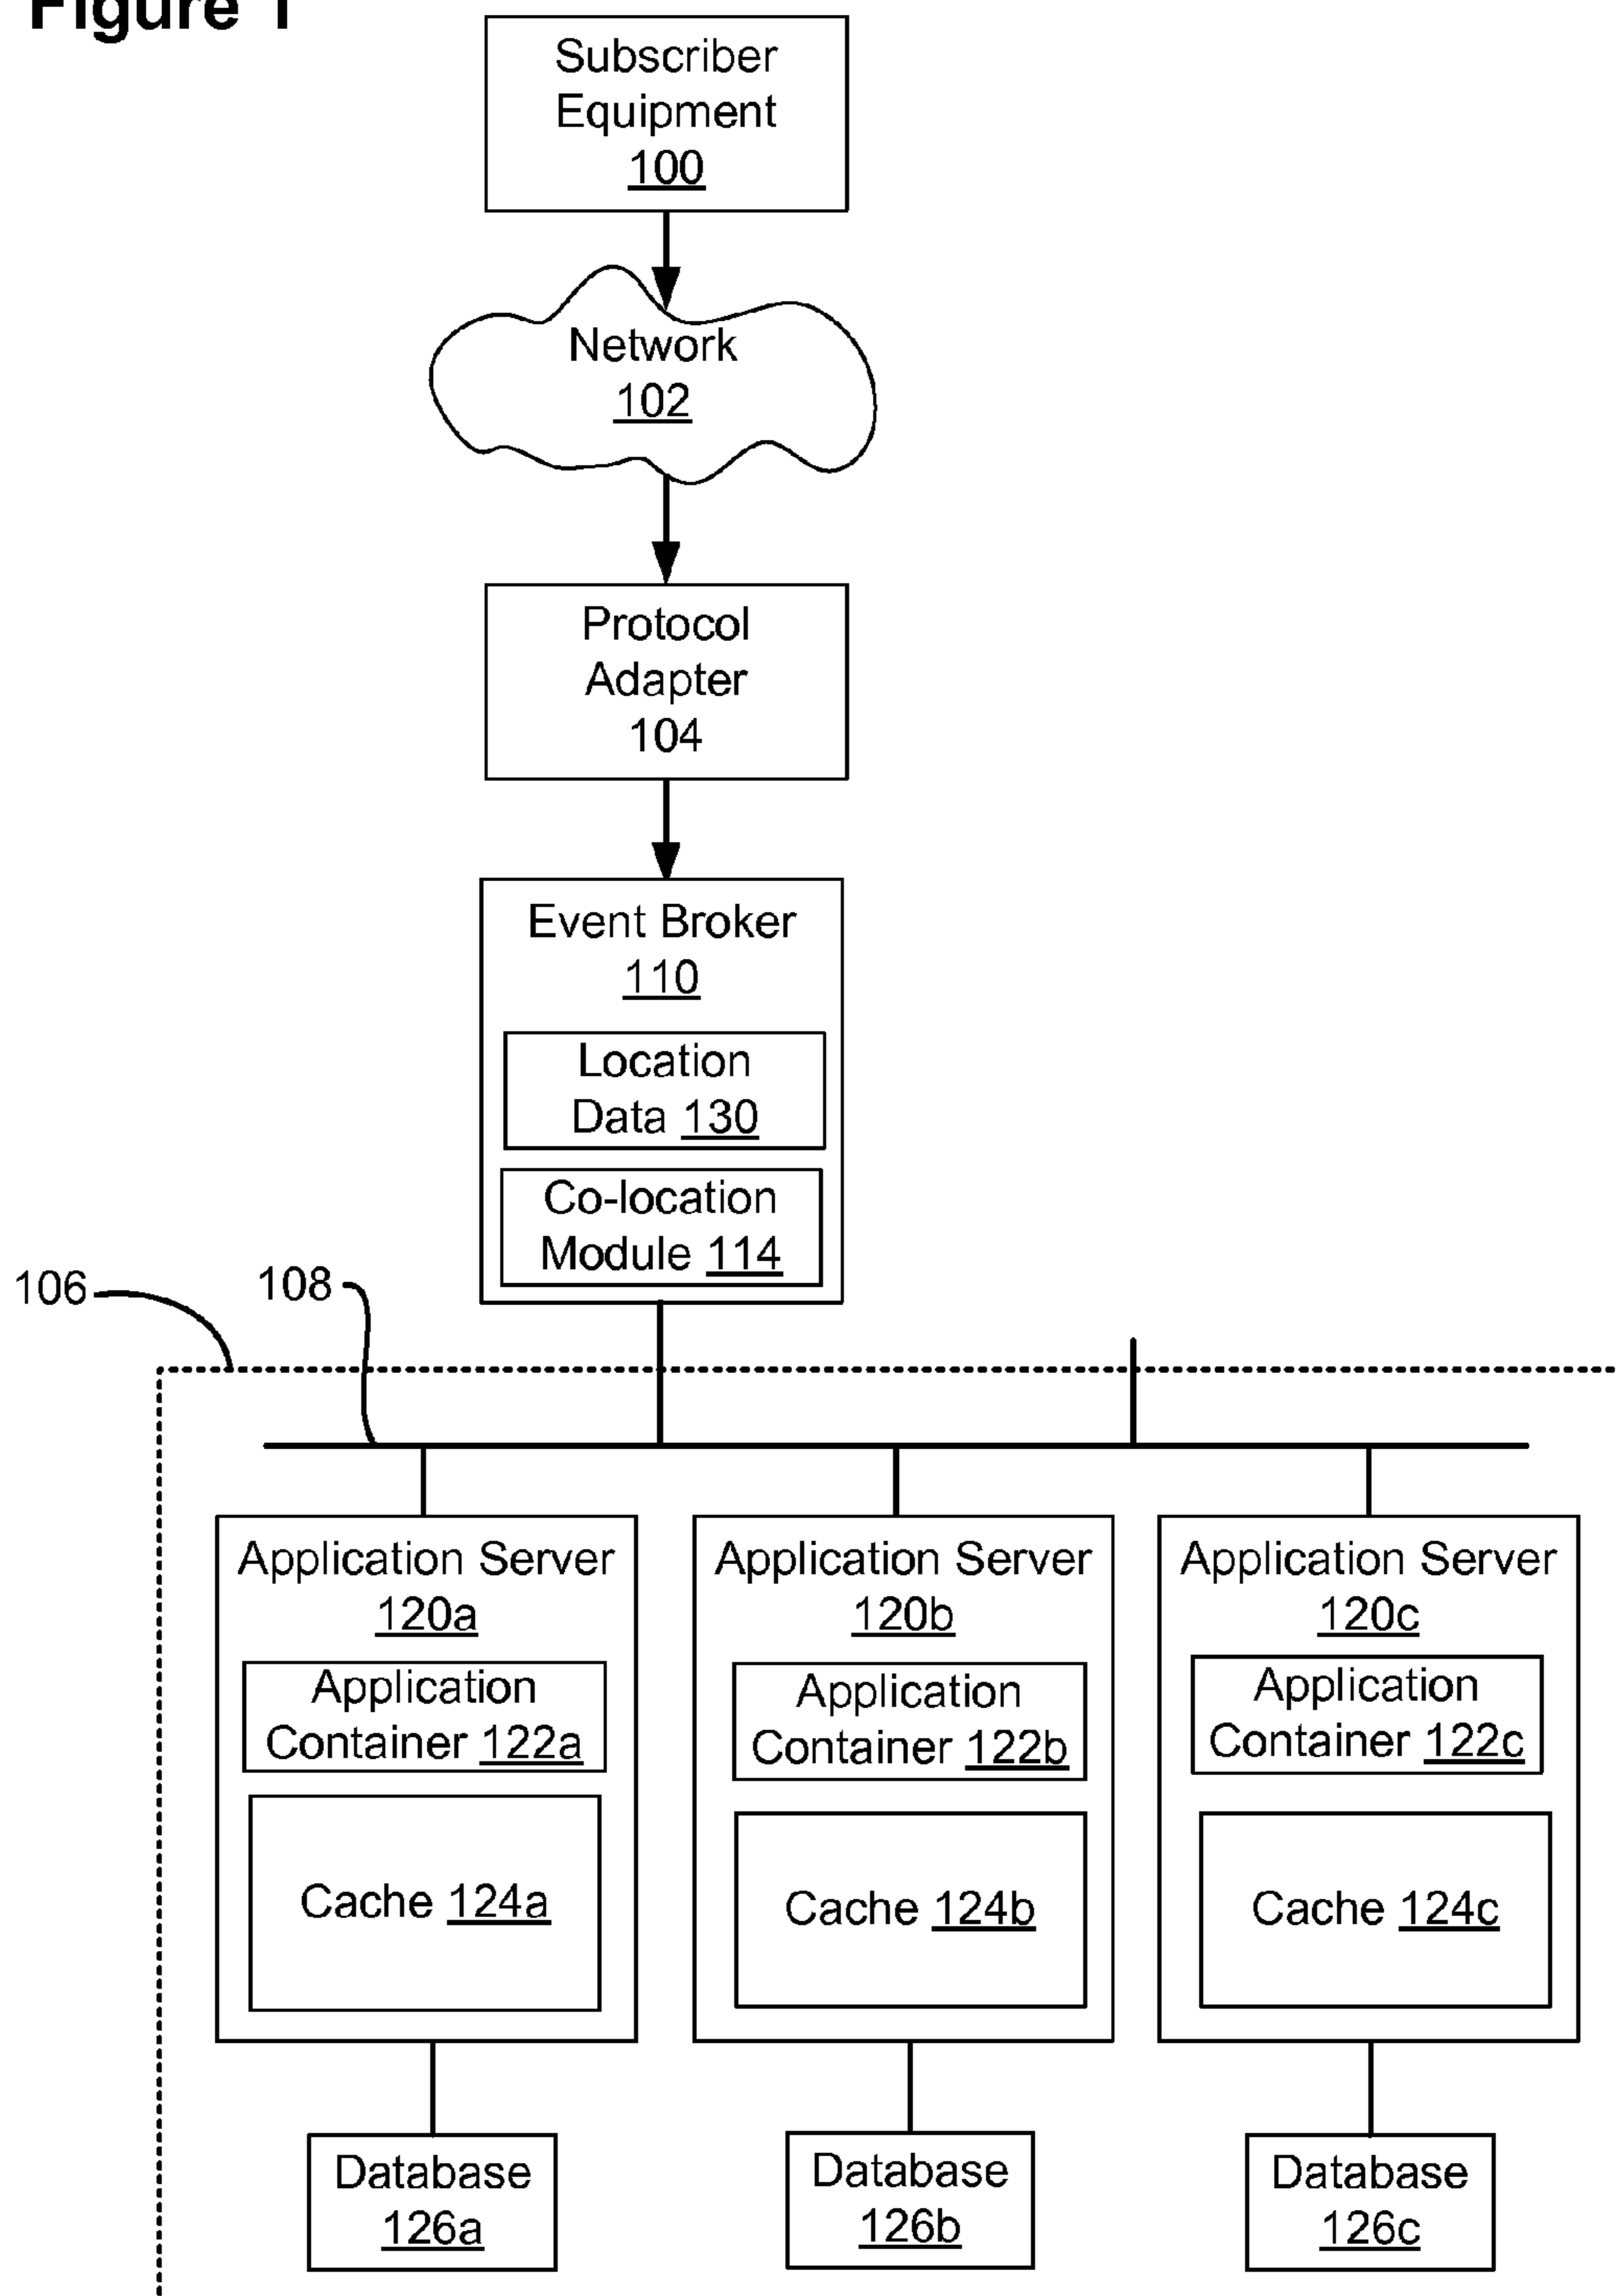 Figure 1
Subscriber
Equipment
100
Network
102
Protocol
Adapter
104
Event Broker
110
Location
Data 130
Co-location
Module 114
106
108
Application Server
120a
Application
Container 122a
Cache 124a
Database
126a
Application Server
120b
Application
Container 122b
Cache 124b
Database
126b
Application Server
120c
Application
Container 122c
Cache 124c
Database
126c